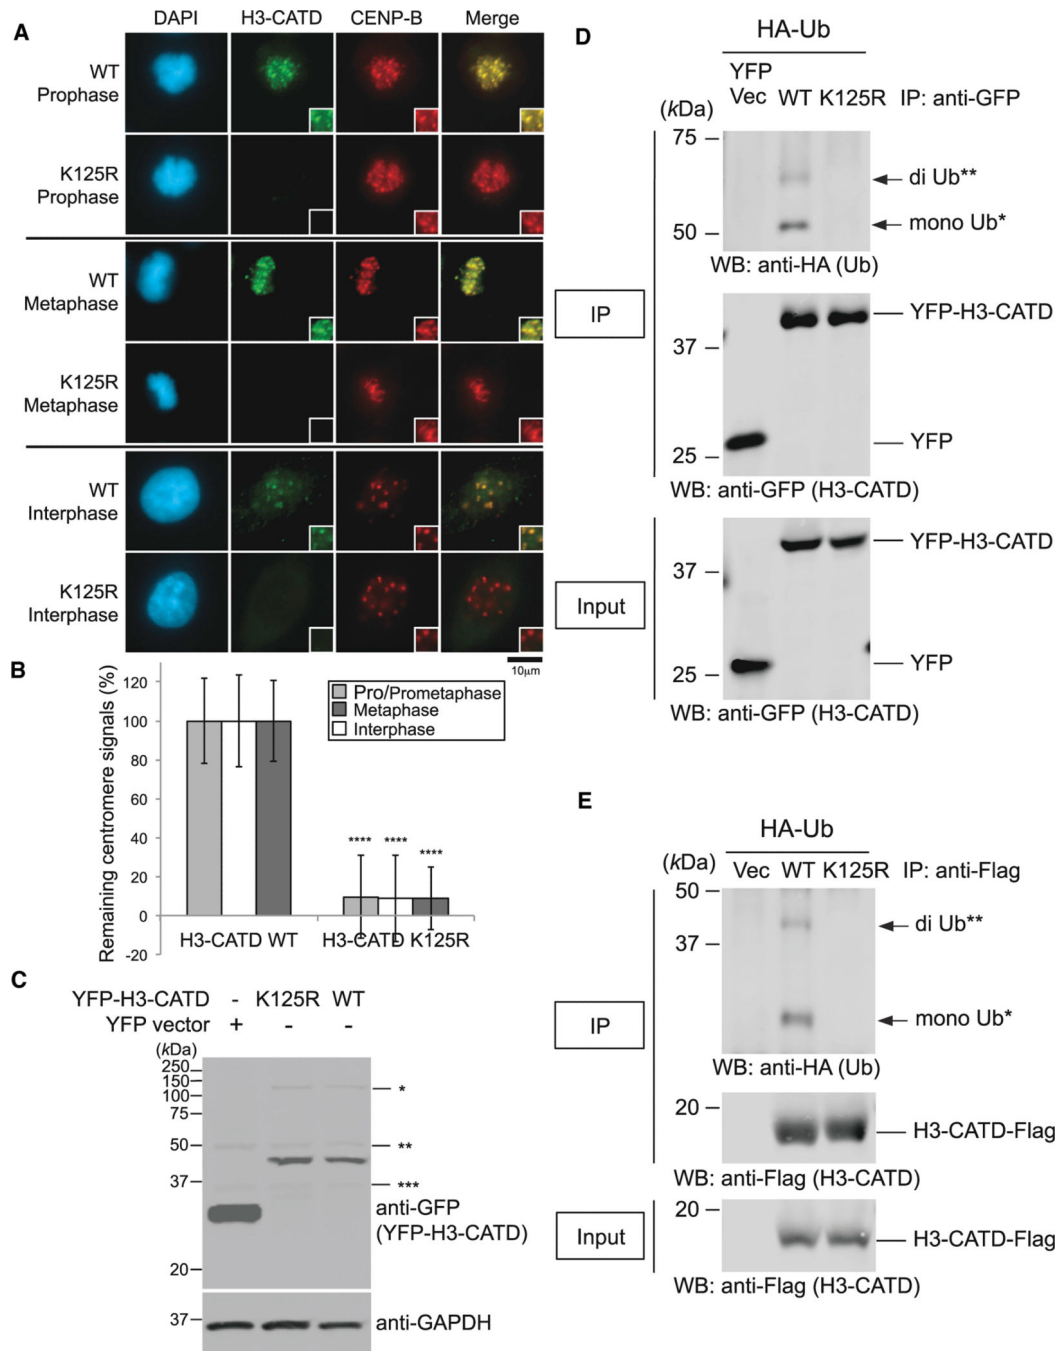 A
DAPI H3-CATD CENP-B Merge
WT
Prophase
K125R
Prophase
WT
Metaphase
K125R
Metaphase
WT
Interphase
K125R
Interphase
10µm
B
Remaining centromere signals (%)
120
100
80
60
40
20
0
-20
Pro/Prometaphase
Metaphase
Interphase
**** **** ****
H3-CATD WT H3-CATD K125R
C
YFP-H3-CATD - K125R WT
YFP vector + - -
(kDa)
250
150
100
75
50
37
20
*
**
***
anti-GFP
(YFP-H3-CATD)
37
anti-GAPDH
D
HA-Ub
YFP
Vec WT K125R IP: anti-GFP
(kDa)
75
di Ub**
mono Ub*
50
WB: anti-HA (Ub)
IP
YFP-H3-CATD
37
YFP
25
WB: anti-GFP (H3-CATD)
YFP-H3-CATD
37
Input
YFP
25
WB: anti-GFP (H3-CATD)
E
HA-Ub
(kDa) Vec WT K125R IP: anti-Flag
50
di Ub**
37
IP
mono Ub*
WB: anti-HA (Ub)
20
H3-CATD-Flag
WB: anti-Flag (H3-CATD)
20
Input
H3-CATD-Flag
WB: anti-Flag (H3-CATD)